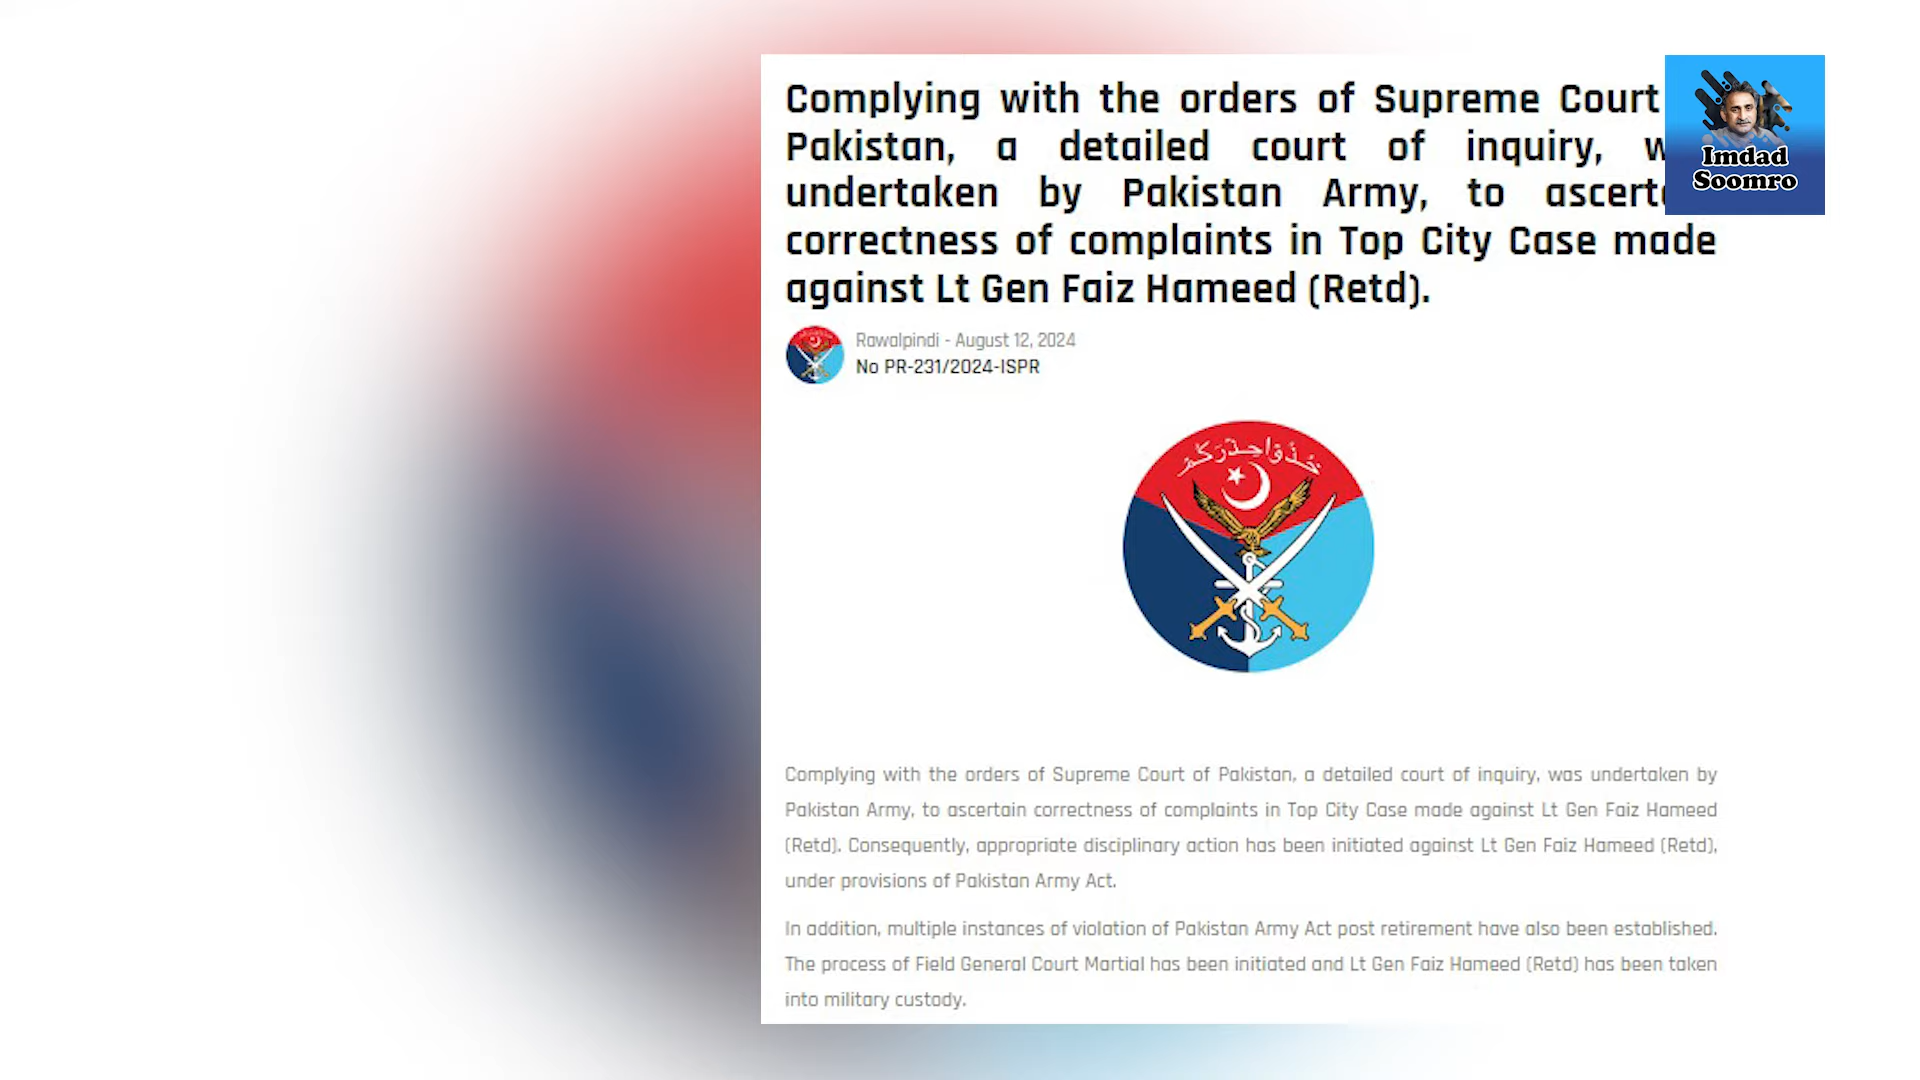 Complying with the orders of Supreme Court
Pakistan, a detailed court of inquiry,
undertaken by Pakistan Army, to
correctness of complaints in Top City Case made
against Lt Gen Faiz Hameed (Retd).
Imdad
Soomro
Rawalpindi - August 12, 2024
No PR-231/2024-ISPR
خُذُوْاحِذْرَكُمْ
Complying with the orders of Supreme Court of Pakistan, a detailed court of inquiry, was undertaken by
Pakistan Army, to ascertain correctness of complaints in Top City Case made against Lt Gen Faiz Hameed
(Retd). Consequently, appropriate disciplinary action has been initiated against Lt Gen Faiz Hameed (Retd),
under provisions of Pakistan Army Act.
In addition, multiple instances of violation of Pakistan Army Act post retirement have also been established.
The process of Field General Court Martial has been initiated and Lt Gen Faiz Hameed (Retd) has been taken
into military custody.